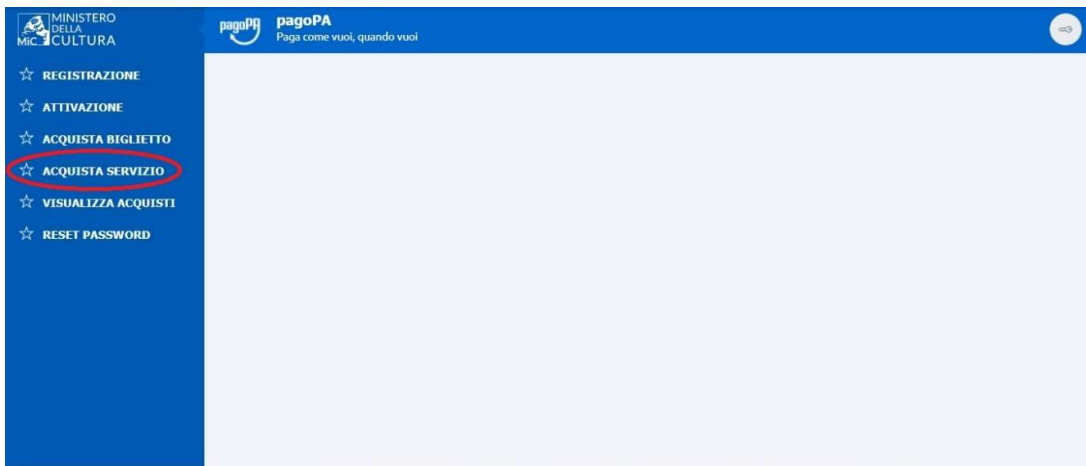 MINISTERO
DELLA
MiC CULTURA
pagoPA
pagoPA
Paga come vuoi, quando vuoi
REGISTRAZIONE
ATTIVAZIONE
ACQUISTA BIGLIETTO
ACQUISTA SERVIZIO
VISUALIZZA ACQUISTI
RESET PASSWORD